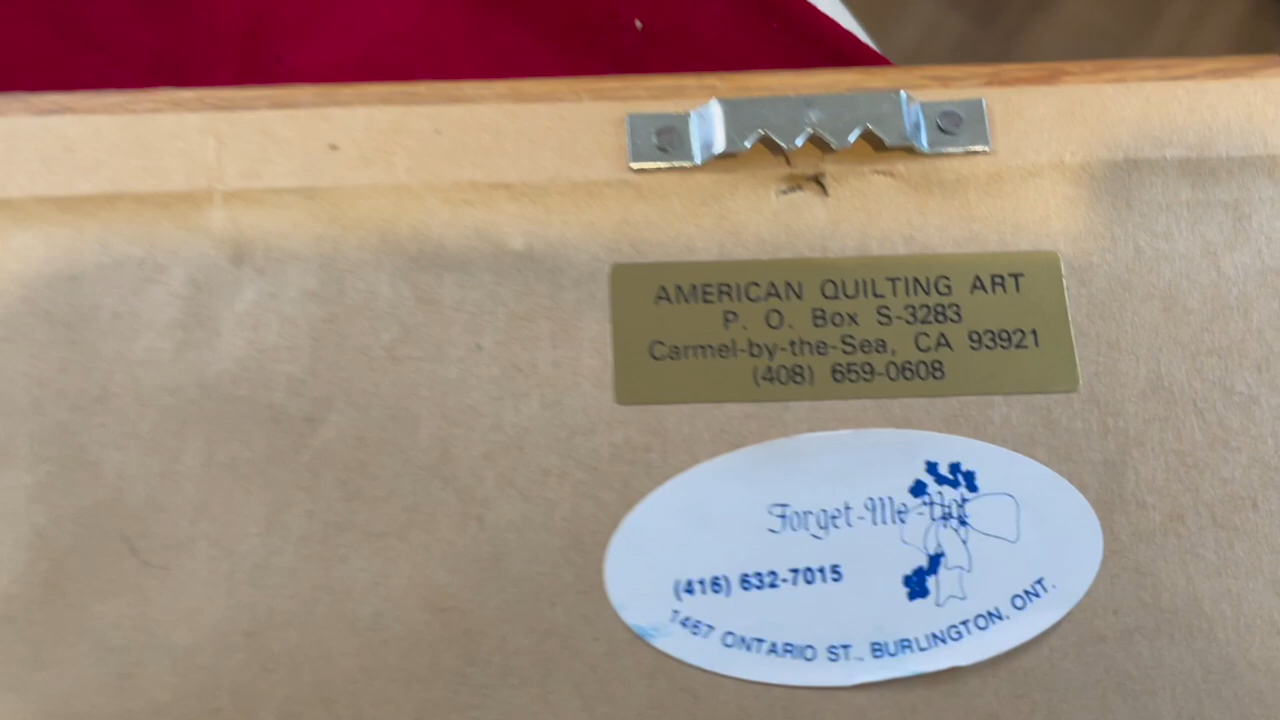 AMERICAN QUILTING ART
P. O. Box S-3283
Carmel-by-the-Sea, CA 93921
(408) 659-0608
Forget-Me-Not
(416) 632-7015
1467 ONTARIO ST., BURLINGTON, ONT.